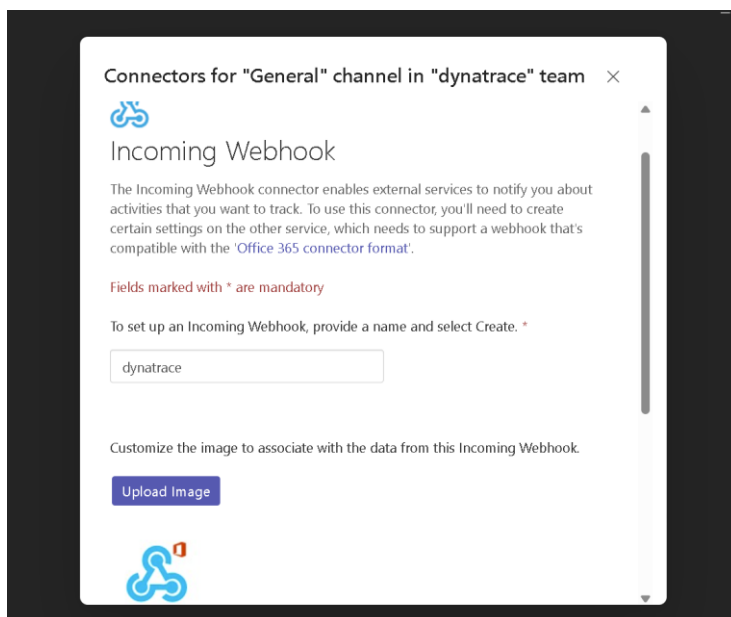 Connectors for "General" channel in "dynatrace" team
Incoming Webhook
The Incoming Webhook connector enables external services to notify you about
activities that you want to track. To use this connector, you'll need to create
certain settings on the other service, which needs to support a webhook that's
compatible with the 'Office 365 connector format'.
Fields marked with * are mandatory
To set up an Incoming Webhook, provide a name and select Create. *
dynatrace
Customize the image to associate with the data from this Incoming Webhook.
Upload Image